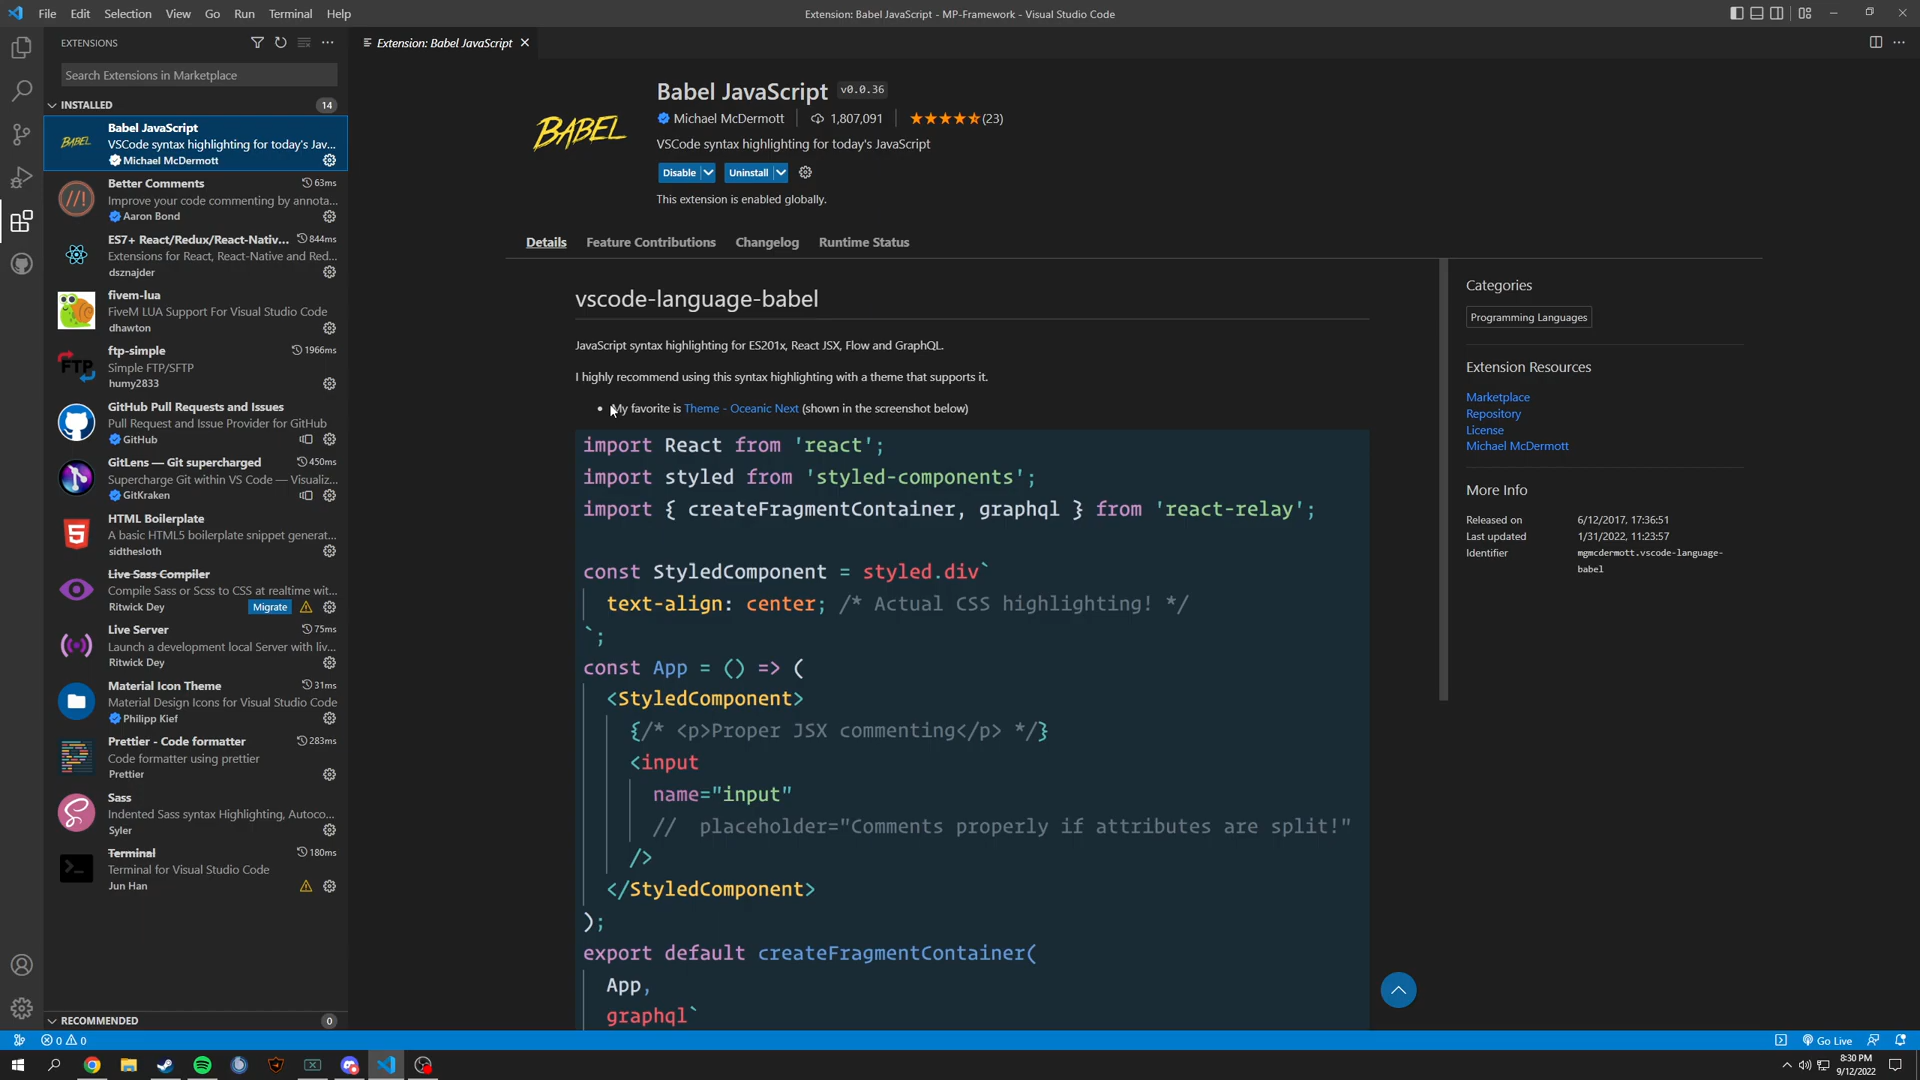 File Edit Selection View Go Run Terminal Help
Extension: Babel JavaScript - MP-Framework - Visual Studio Code
EXTENSIONS
Search Extensions in Marketplace
INSTALLED 14
BABEL
Babel JavaScript
VSCode syntax highlighting for today's Jav...
Michael McDermott
Better Comments 63ms
Improve your code commenting by annota...
Aaron Bond
ES7+ React/Redux/React-Nativ... 844ms
Extensions for React, React-Native and Red...
dsznajder
fivem-lua
FiveM LUA Support For Visual Studio Code
dhawton
FTP
ftp-simple 1966ms
Simple FTP/SFTP
humy2833
GitHub Pull Requests and Issues
Pull Request and Issue Provider for GitHub
GitHub
GitLens — Git supercharged 450ms
Supercharge Git within VS Code — Visualiz...
GitKraken
HTML Boilerplate
A basic HTML5 boilerplate snippet generat...
sidthesloth
Live Sass Compiler
Compile Sass or Scss to CSS at realtime wit...
Ritwick Dey Migrate
Live Server 75ms
Launch a development local Server with liv...
Ritwick Dey
Material Icon Theme 31ms
Material Design Icons for Visual Studio Code
Philipp Kief
Prettier - Code formatter 283ms
Code formatter using prettier
Prettier
Sass
Indented Sass syntax Highlighting, Autoco...
Syler
Terminal 180ms
Terminal for Visual Studio Code
Jun Han
RECOMMENDED 0
Extension: Babel JavaScript
BABEL
Babel JavaScript v0.0.36
Michael McDermott 1,807,091 (23)
VSCode syntax highlighting for today's JavaScript
Disable Uninstall
This extension is enabled globally.
Details Feature Contributions Changelog Runtime Status
vscode-language-babel
JavaScript syntax highlighting for ES201x, React JSX, Flow and GraphQL.
I highly recommend using this syntax highlighting with a theme that supports it.
• My favorite is Theme - Oceanic Next (shown in the screenshot below)
import React from 'react';
import styled from 'styled-components';
import { createFragmentContainer, graphql } from 'react-relay';
const StyledComponent = styled.div`
text-align: center; /* Actual CSS highlighting! */
`;
const App = () => (
<StyledComponent>
{/* <p>Proper JSX commenting</p> */}
<input
name="input"
// placeholder="Comments properly if attributes are split!"
/>
</StyledComponent>
);
export default createFragmentContainer(
App,
graphql`
Categories
Programming Languages
Extension Resources
Marketplace
Repository
License
Michael McDermott
More Info
Released on 6/12/2017, 17:36:51
Last updated 1/31/2022, 11:23:57
Identifier mgmcdermott.vscode-language-
babel
0 0
Go Live
8:30 PM
9/12/2022